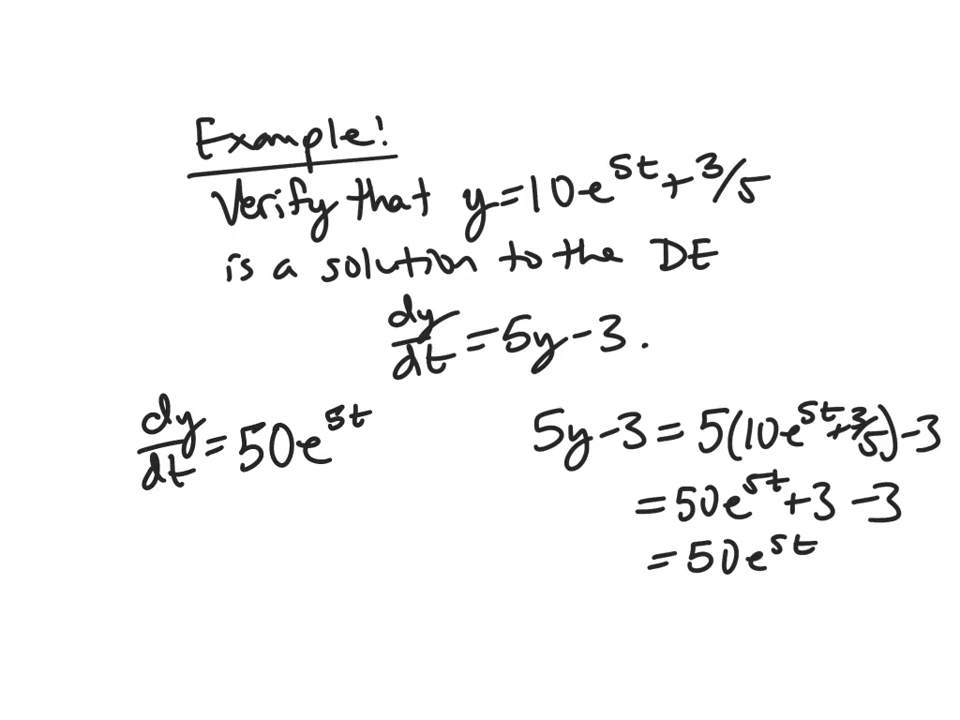 Example!
Verify that y=10e^{5t}+3/5
is a solution to the DE
dy/dt = 5y-3.
dy/dt = 50e^{5t}
5y-3 = 5(10e^{5t}+3/5)-3
= 50e^{5t}+3-3
= 50e^{5t}